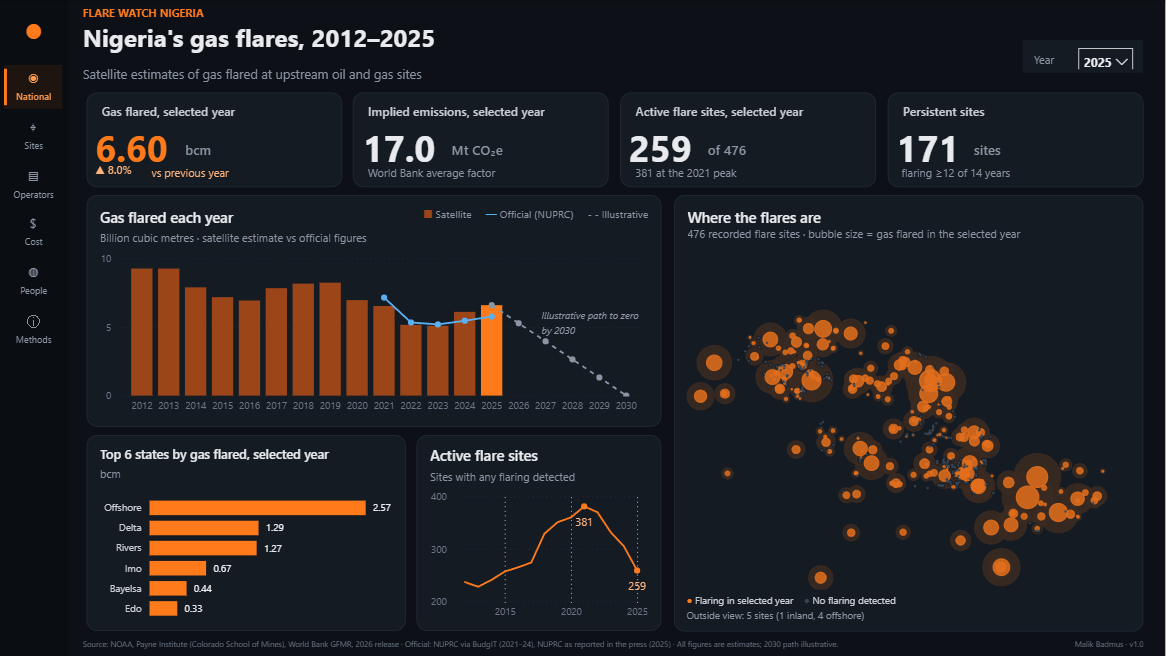 FLARE WATCH NIGERIA
Nigeria's gas flares, 2012–2025
Satellite estimates of gas flared at upstream oil and gas sites
Year
2025
National
Sites
Operators
$
Cost
People
Methods
Gas flared, selected year
6.60 bcm
▲ 8.0% vs previous year
Implied emissions, selected year
17.0 Mt CO₂e
World Bank average factor
Active flare sites, selected year
259 of 476
381 at the 2021 peak
Persistent sites
171 sites
flaring ≥12 of 14 years
Gas flared each year
Satellite
Official (NUPRC)
Illustrative
Billion cubic metres · satellite estimate vs official figures
10
5
0
Illustrative path to zero
by 2030
2012 2013 2014 2015 2016 2017 2018 2019 2020 2021 2022 2023 2024 2025 2026 2027 2028 2029 2030
Where the flares are
476 recorded flare sites · bubble size = gas flared in the selected year
Flaring in selected year
No flaring detected
Outside view: 5 sites (1 inland, 4 offshore)
Top 6 states by gas flared, selected year
bcm
Offshore 2.57
Delta 1.29
Rivers 1.27
Imo 0.67
Bayelsa 0.44
Edo 0.33
Active flare sites
Sites with any flaring detected
400
300
200
381
259
2015 2020 2025
Source: NOAA, Payne Institute (Colorado School of Mines), World Bank GFMR, 2026 release · Official: NUPRC via BudgIT (2021–24), NUPRC as reported in the press (2025) · All figures are estimates; 2030 path illustrative.
Malik Badmus · v1.0